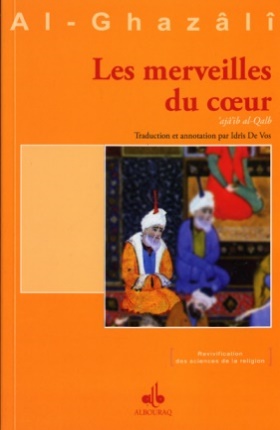 Al-Ghazâlî
Les merveilles
du cœur
'ajâ'ib al-Qalb
Traduction et annotation par Idrîs De Vos
Revivification
des sciences de la religion
ALBOURAQ